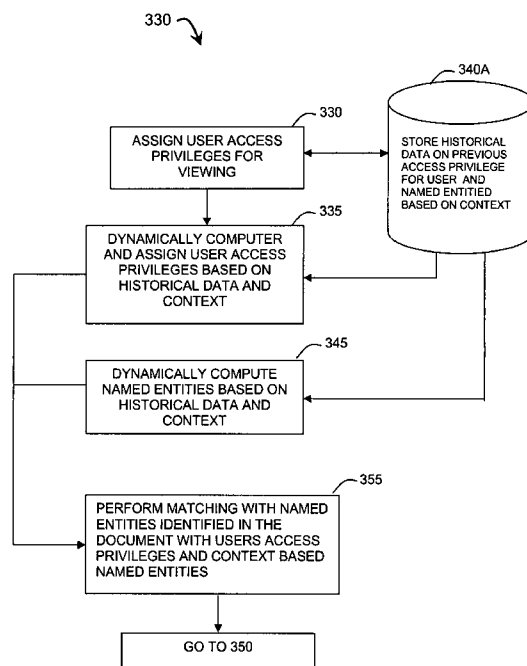 330
340A
330
ASSIGN USER ACCESS
PRIVILEGES FOR
VIEWING
STORE HISTORICAL
DATA ON PREVIOUS
ACCESS PRIVILEGE
FOR USER AND
NAMED ENTITIED
BASED ON CONTEXT
335
DYNAMICALLY COMPUTER
AND ASSIGN USER ACCESS
PRIVILEGES BASED ON
HISTORICAL DATA AND
CONTEXT
345
DYNAMICALLY COMPUTE
NAMED ENTITIES BASED ON
HISTORICAL DATA AND
CONTEXT
355
PERFORM MATCHING WITH NAMED
ENTITIES IDENTIFIED IN THE
DOCUMENT WITH USERS ACCESS
PRIVILEGES AND CONTEXT BASED
NAMED ENTITIES
GO TO 350